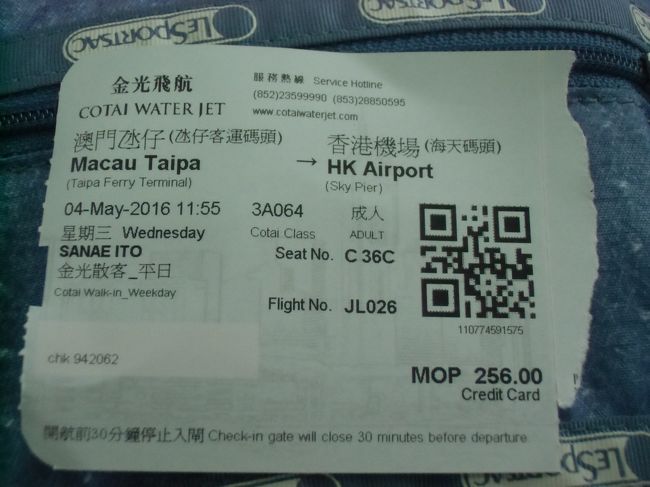 LESPORTSAC
LESPORTSAC
金光飛航
COTAI WATER JET
服務熱線 Service Hotline
(852)23599990 (853)28850595
www.cotaiwaterjet.com
澳門氹仔(氹仔客運碼頭)
Macau Taipa
(Taipa Ferry Terminal)
→
香港機場(海天碼頭)
HK Airport
(Sky Pier)
04-May-2016 11:55
3A064
成人
星期三 Wednesday
Cotai Class
ADULT
SANAE ITO
Seat No. C 36C
金光散客_平日
Cotai Walk-in_Weekday
Flight No. JL026
110774591575
chk 942062
MOP 256.00
Credit Card
開航前30分鐘停止入閘 Check-in gate will close 30 minutes before departure
LESPORTSAC